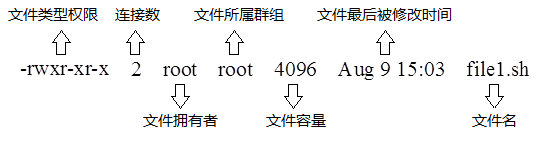 文件类型权限 连接数 文件所属群组 文件最后被修改时间
-rwxr-xr-x 2 root root 4096 Aug 9 15:03 file1.sh
文件拥有者 文件容量 文件名